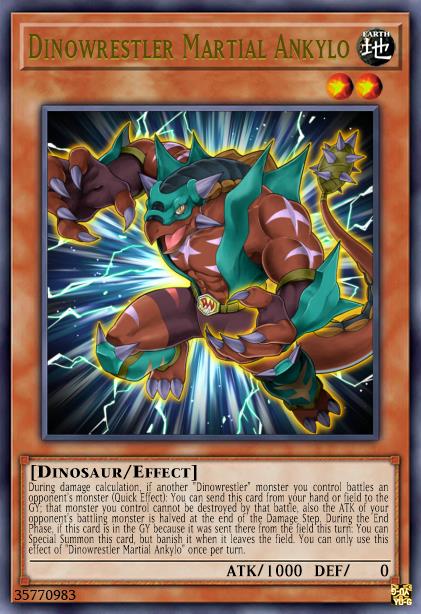 Dinowrestler Martial Ankylo
EARTH
地
[Dinosaur/Effect]
During damage calculation, if another "Dinowrestler" monster you control battles an
opponent's monster (Quick Effect): You can send this card from your hand or field to the
GY; that monster you control cannot be destroyed by that battle, also the ATK of your
opponent's battling monster is halved at the end of the Damage Step. During the End
Phase, if this card is in the GY because it was sent there from the field this turn: You can
Special Summon this card, but banish it when it leaves the field. You can only use this
effect of "Dinowrestler Martial Ankylo" once per turn.
ATK/1000 DEF/ 0
35770983